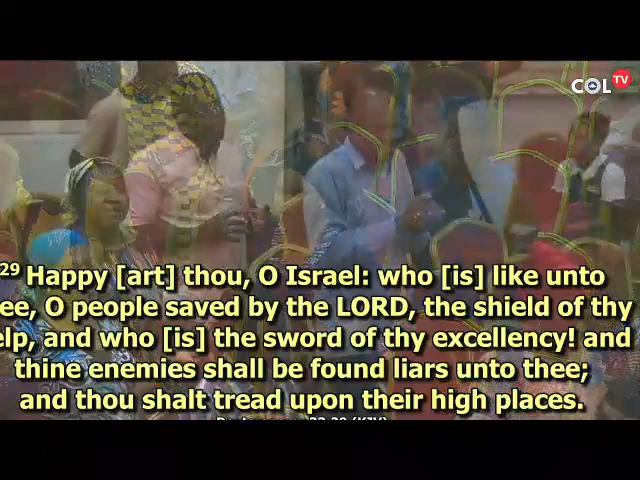 COL TV
29 Happy [art] thou, O Israel: who [is] like unto
ee, O people saved by the LORD, the shield of thy
elp, and who [is] the sword of thy excellency! and
thine enemies shall be found liars unto thee;
and thou shalt tread upon their high places.